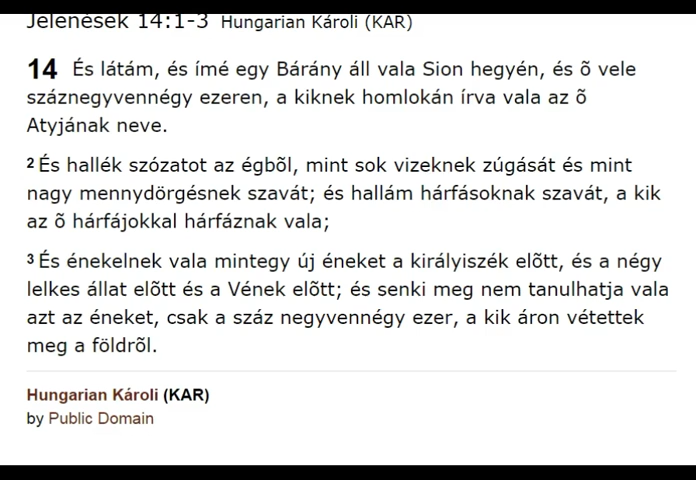 Jelenések 14:1-3 Hungarian Károli (KAR)
14 És látám, és ímé egy Bárány áll vala Sion hegyén, és õ vele
száznegyvennégy ezeren, a kiknek homlokán írva vala az õ
Atyjának neve.
2 És hallék szózatot az égbõl, mint sok vizeknek zúgását és mint
nagy mennydörgésnek szavát; és hallám hárfásoknak szavát, a kik
az õ hárfájokkal hárfáznak vala;
3 És énekelnek vala mintegy új éneket a királyiszék elõtt, és a négy
lelkes állat elõtt és a Vének elõtt; és senki meg nem tanulhatja vala
azt az éneket, csak a száz negyvennégy ezer, a kik áron vétettek
meg a földrõl.
Hungarian Károli (KAR)
by Public Domain